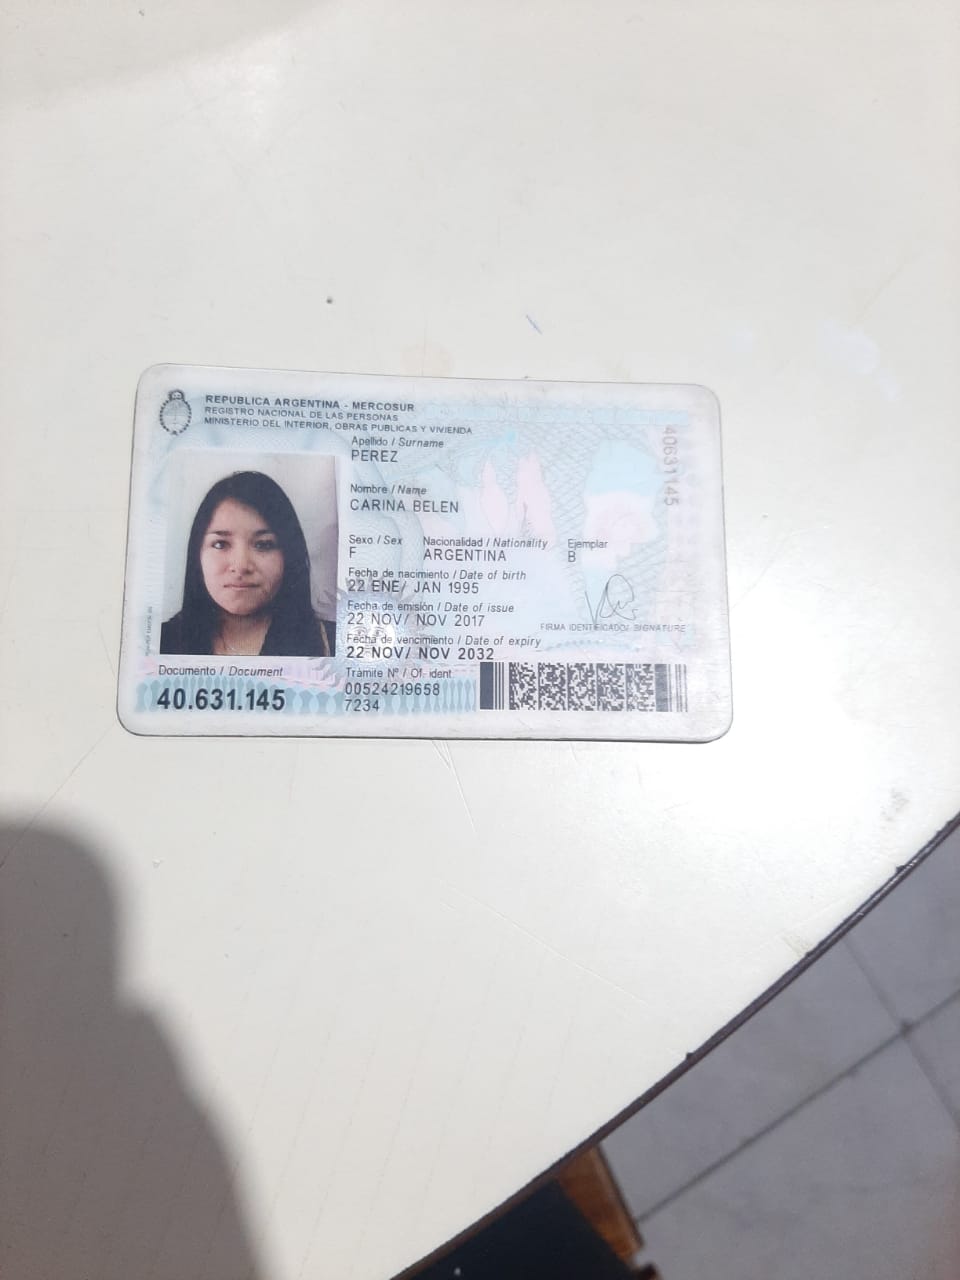 REPUBLICA ARGENTINA - MERCOSUR
REGISTRO NACIONAL DE LAS PERSONAS
MINISTERIO DEL INTERIOR, OBRAS PUBLICAS Y VIVIENDA
Apellido / Surname
PEREZ
Nombre / Name
CARINA BELEN
Sexo / Sex Nacionalidad / Nationality Ejemplar
F ARGENTINA B
Fecha de nacimiento / Date of birth
22 ENE/ JAN 1995
Fecha de emisión / Date of issue
22 NOV/ NOV 2017
FIRMA IDENTIFICADO/ SIGNATURE
Fecha de vencimiento / Date of expiry
22 NOV/ NOV 2032
Documento / Document
40.631.145
Trámite Nº / Of. ident.
00524219658
7234
40631145